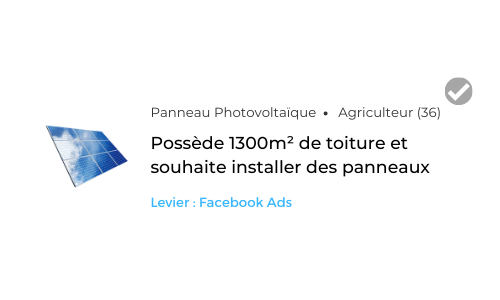 Panneau Photovoltaïque • Agriculteur (36)
Possède 1300m² de toiture et
souhaite installer des panneaux
Levier : Facebook Ads